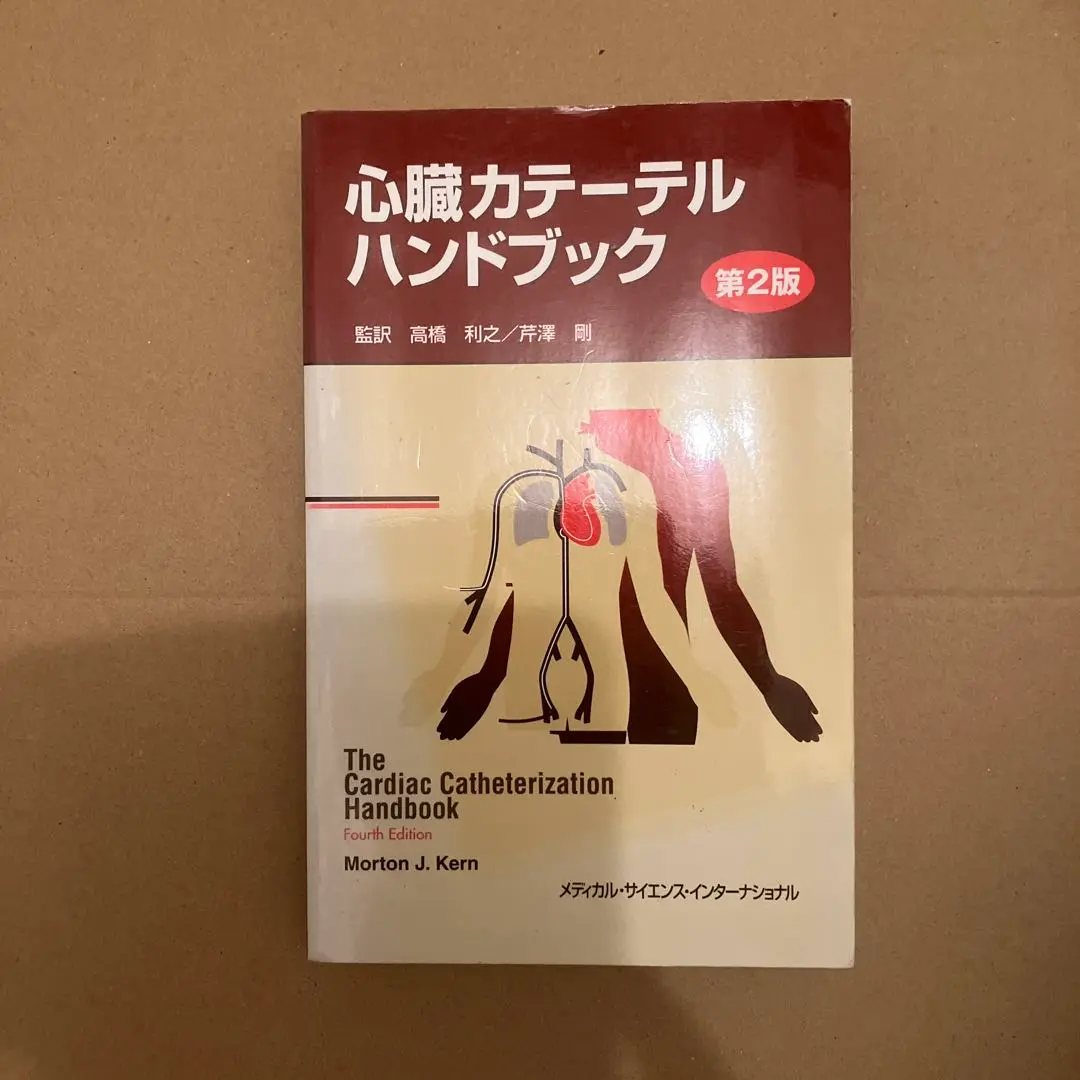 心臓カテーテル
ハンドブック
第2版
監訳 高橋 利之／芹澤 剛
The
Cardiac Catheterization
Handbook
Fourth Edition
Morton J. Kern
メディカル・サイエンス・インターナショナル